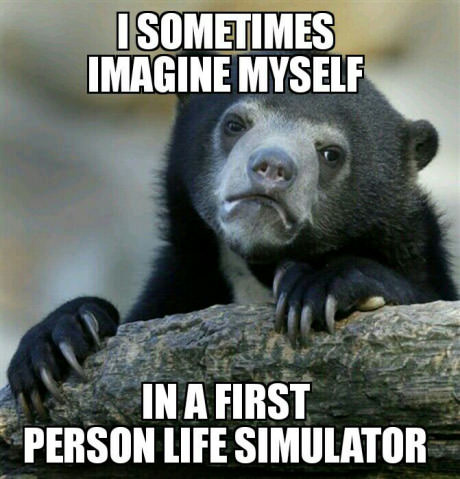 I SOMETIMES
IMAGINE MYSELF
IN A FIRST
PERSON LIFE SIMULATOR